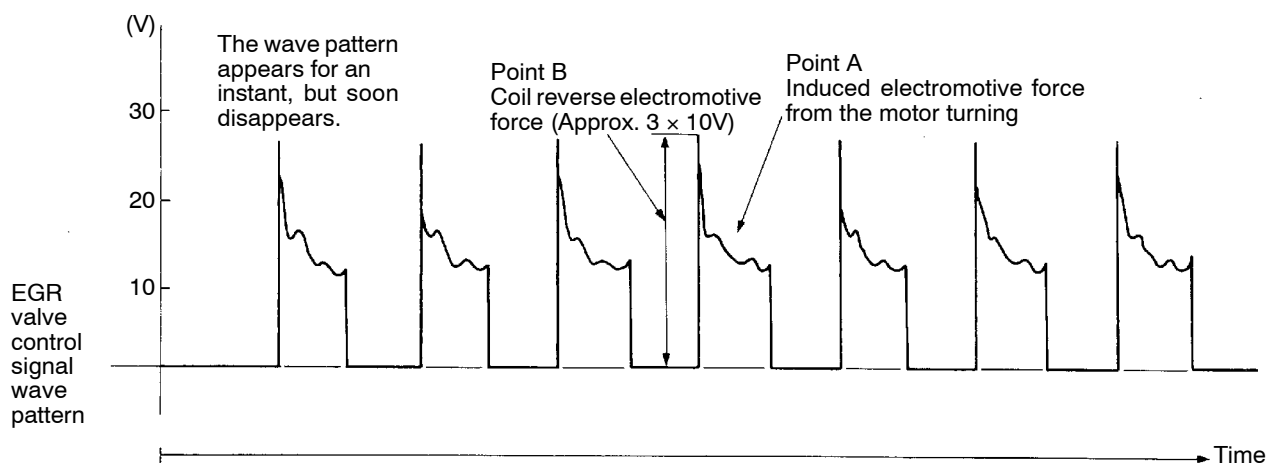 (V)
The wave pattern
appears for an
instant, but soon
disappears.
Point B
Coil reverse electromotive
force (Approx. 3 × 10V)
Point A
Induced electromotive force
from the motor turning
30
20
10
EGR
valve
control
signal
wave
pattern
Time